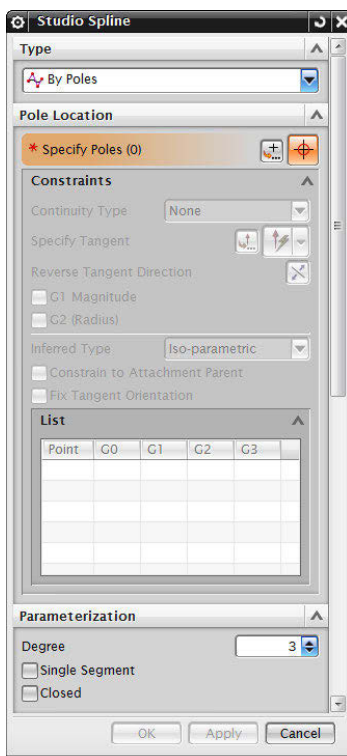 Studio Spline
Type
By Poles
Pole Location
* Specify Poles (0)
Constraints
Continuity Type None
Specify Tangent
Reverse Tangent Direction
G1 Magnitude
G2 (Radius)
Inferred Type Iso-parametric
Constrain to Attachment Parent
Fix Tangent Orientation
List
Point G0 G1 G2 G3
Parameterization
Degree 3
Single Segment
Closed
OK Apply Cancel